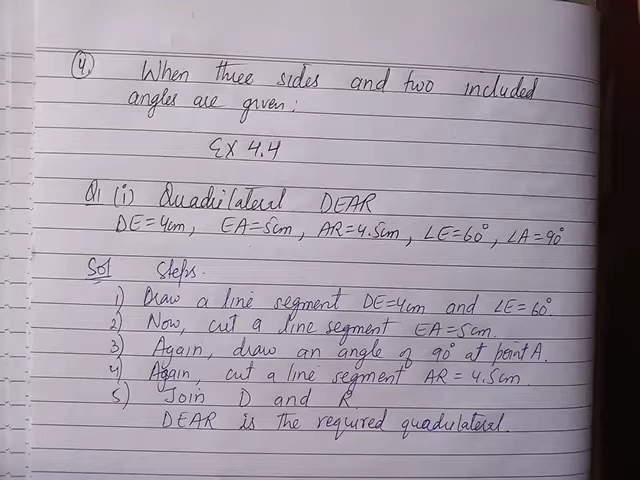 4) When three sides and two included
angles are given:
Ex 4.4
Q1 (i) Quadrilateral DEAR
DE=4cm, EA=5cm, AR=4.5cm, ∠E=60°, ∠A=90°
Sol Steps.
1) Draw a line segment DE=4cm and ∠E=60°.
2) Now, cut a line segment EA=5cm.
3) Again, draw an angle of 90° at point A.
4) Again, cut a line segment AR = 4.5cm.
5) Join D and R.
DEAR is the required quadrilateral.